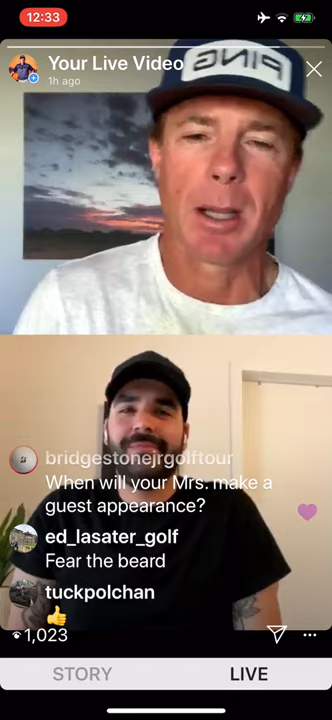 12:33
Your Live Video
1h ago
PING
bridgestonejrgolftour
When will your Mrs. make a
guest appearance?
ed_lasater_golf
Fear the beard
tuckpolchan
👍
1,023
STORY
LIVE